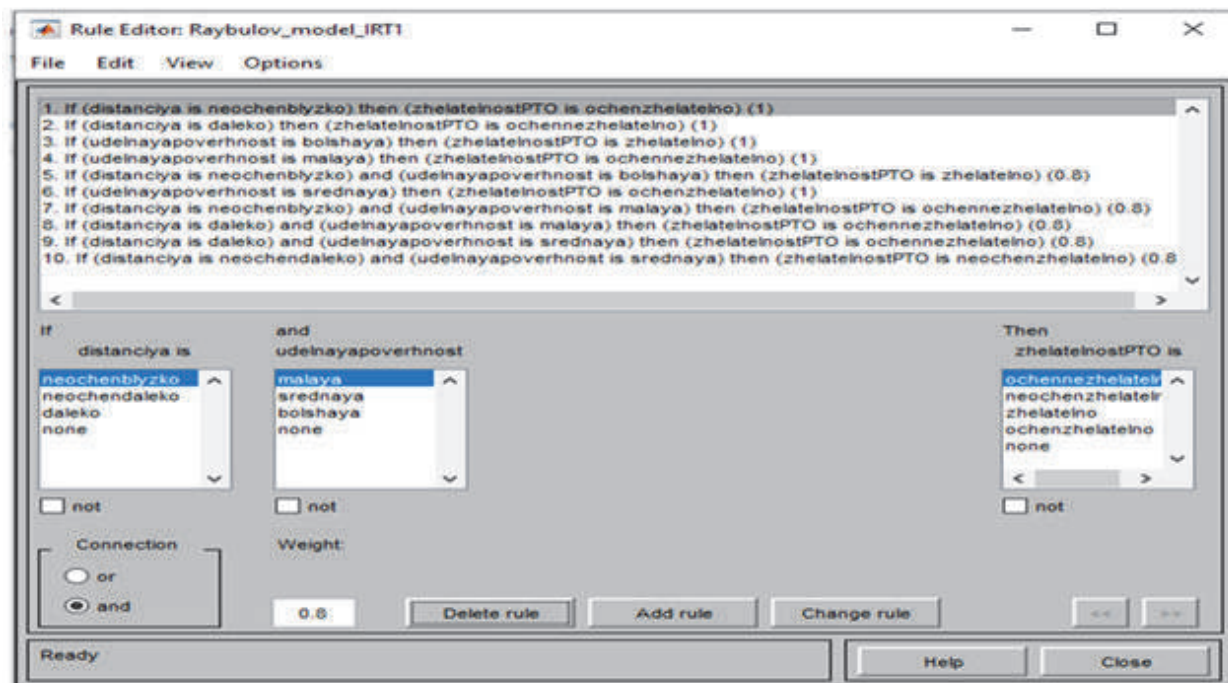 Rule Editor: Raybulov_model_IRT1
File Edit View Options
1. If (distanciya is neochenblyzko) then (zhelatelnostPTO is ochenzhelatelno) (1)
2. If (distanciya is daleko) then (zhelatelnostPTO is ochennezhelatelno) (1)
3. If (udelnayapoverhnost is bolshaya) then (zhelatelnostPTO is zhelatelno) (1)
4. If (udelnayapoverhnost is malaya) then (zhelatelnostPTO is ochennezhelatelno) (1)
5. If (distanciya is neochenblyzko) and (udelnayapoverhnost is bolshaya) then (zhelatelnostPTO is zhelatelno) (0.8)
6. If (udelnayapoverhnost is srednaya) then (zhelatelnostPTO is ochenzhelatelno) (1)
7. If (distanciya is neochenblyzko) and (udelnayapoverhnost is malaya) then (zhelatelnostPTO is ochennezhelatelno) (0.8)
8. If (distanciya is daleko) and (udelnayapoverhnost is malaya) then (zhelatelnostPTO is ochennezhelatelno) (0.8)
9. If (distanciya is daleko) and (udelnayapoverhnost is srednaya) then (zhelatelnostPTO is ochennezhelatelno) (0.8)
10. If (distanciya is neochendaleko) and (udelnayapoverhnost is srednaya) then (zhelatelnostPTO is neochenzhelatelno) (0.8
If and Then
distanciya is udelnayapoverhnost zhelatelnostPTO is
neochenblyzko malaya ochennezhelateln
neochendaleko srednaya neochenzhelateln
daleko bolshaya zhelatelno
none none ochenzhelatelno
none
not not not
Connection Weight:
or
and 0.8 Delete rule Add rule Change rule << >>
Ready Help Close